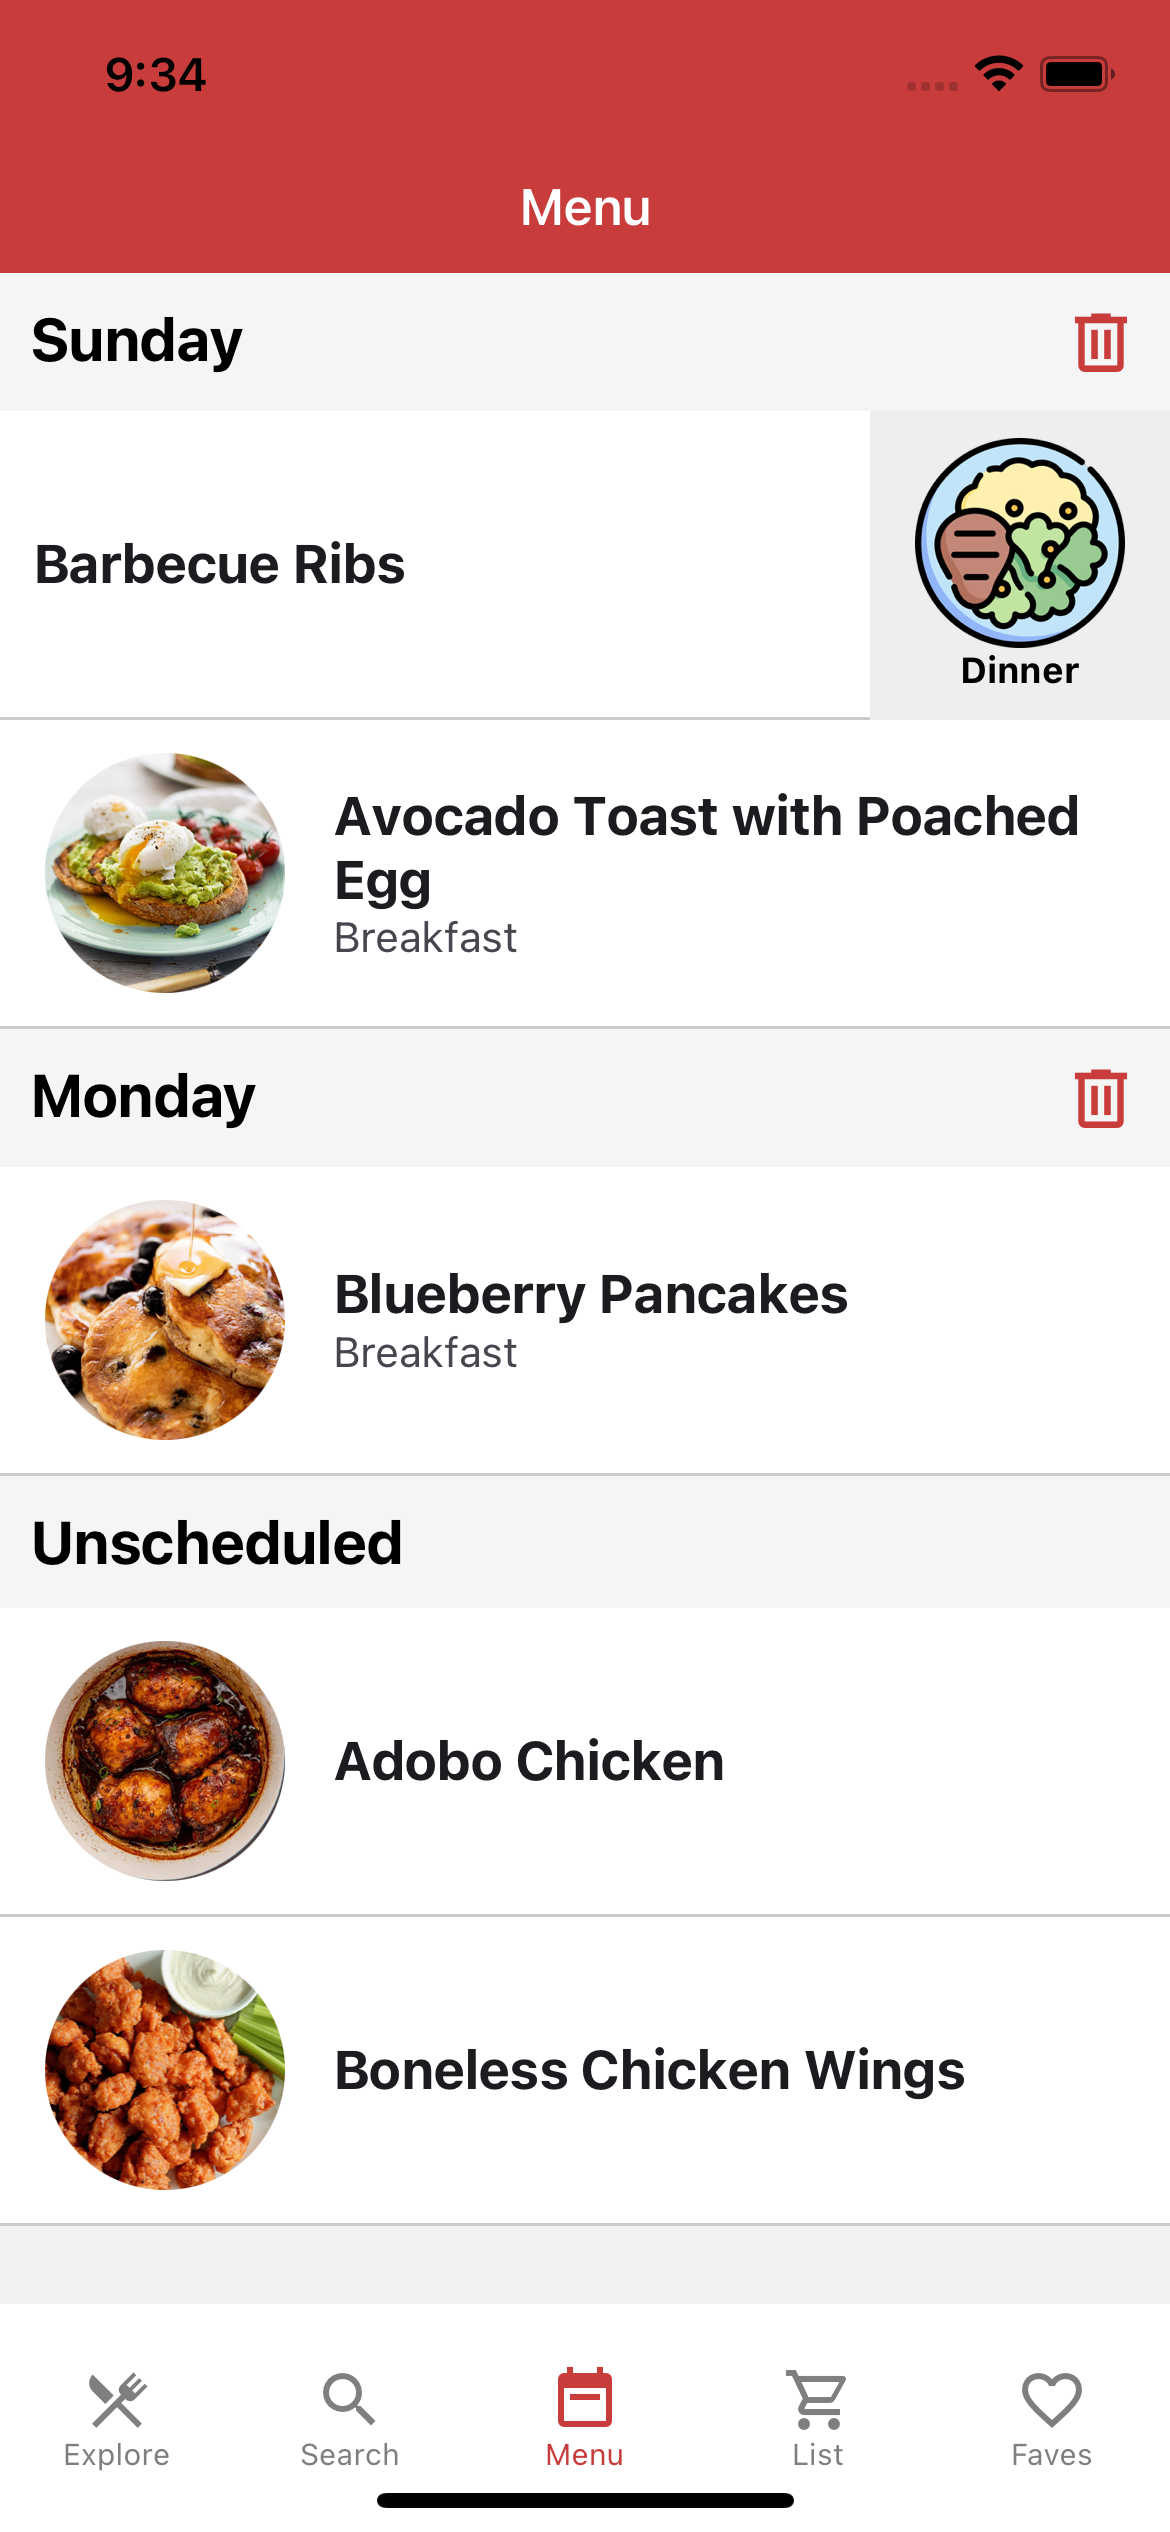 9:34
Menu
Sunday
Barbecue Ribs
Dinner
Avocado Toast with Poached
Egg
Breakfast
Monday
Blueberry Pancakes
Breakfast
Unscheduled
Adobo Chicken
Boneless Chicken Wings
Explore
Search
Menu
List
Faves